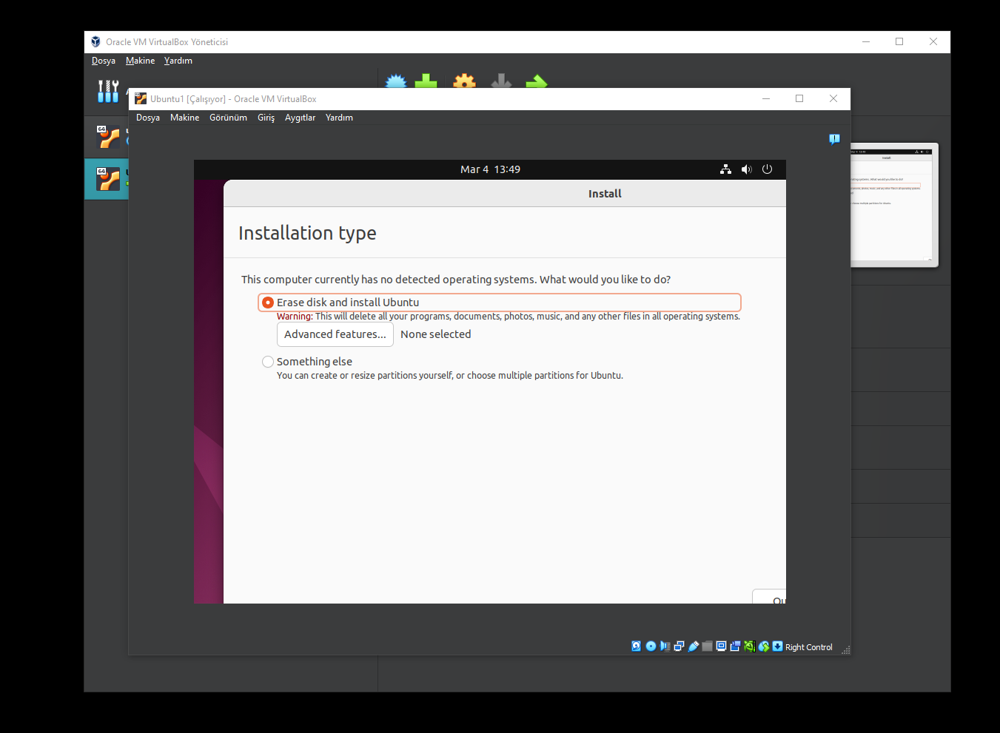 Oracle VM VirtualBox Yöneticisi
Dosya Makine Yardım
Ubuntu1 [Çalışıyor] - Oracle VM VirtualBox
Dosya Makine Görünüm Giriş Aygıtlar Yardım
64
64
Mar 4 13:49
Install
Installation type
This computer currently has no detected operating systems. What would you like to do?
Erase disk and install Ubuntu
Warning: This will delete all your programs, documents, photos, music, and any other files in all operating systems.
Advanced features... None selected
Something else
You can create or resize partitions yourself, or choose multiple partitions for Ubuntu.
Qu
Right Control